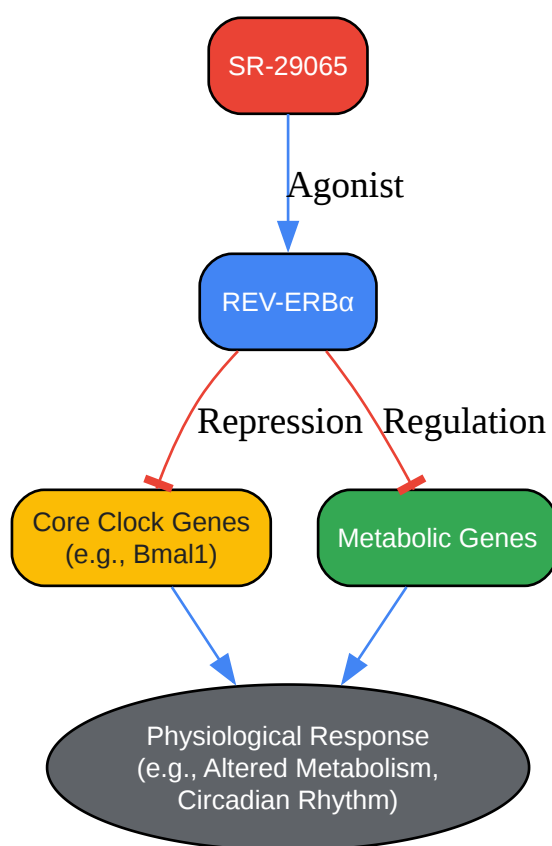 SR-29065
Agonist
REV-ERBα
Repression
Regulation
Core Clock Genes
(e.g., Bmal1)
Metabolic Genes
Physiological Response
(e.g., Altered Metabolism,
Circadian Rhythm)